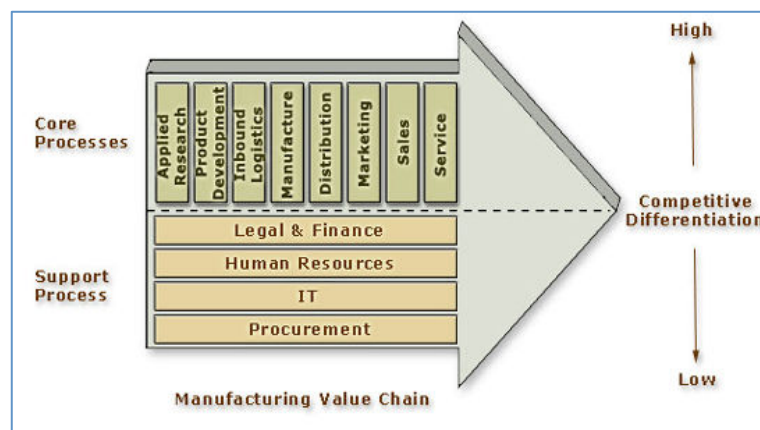 High
Core
Processes
Applied
Research
Product
Development
Inbound
Logistics
Manufacture
Distribution
Marketing
Sales
Service
Competitive
Differentiation
Legal & Finance
Human Resources
Support
Process
IT
Procurement
Low
Manufacturing Value Chain